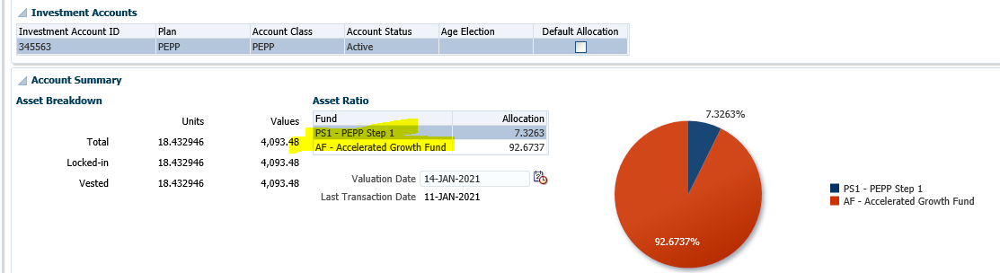 Investment Accounts
Investment Account ID Plan Account Class Account Status Age Election Default Allocation
345563 PEPP PEPP Active
Account Summary
Asset Breakdown
Units Values
Total 18.432946 4,093.48
Locked-in 18.432946 4,093.48
Vested 18.432946 4,093.48
Asset Ratio
Fund Allocation
PS1 - PEPP Step 1 7.3263
AF - Accelerated Growth Fund 92.6737
Valuation Date 14-JAN-2021
Last Transaction Date 11-JAN-2021
7.3263%
92.6737%
PS1 - PEPP Step 1
AF - Accelerated Growth Fund